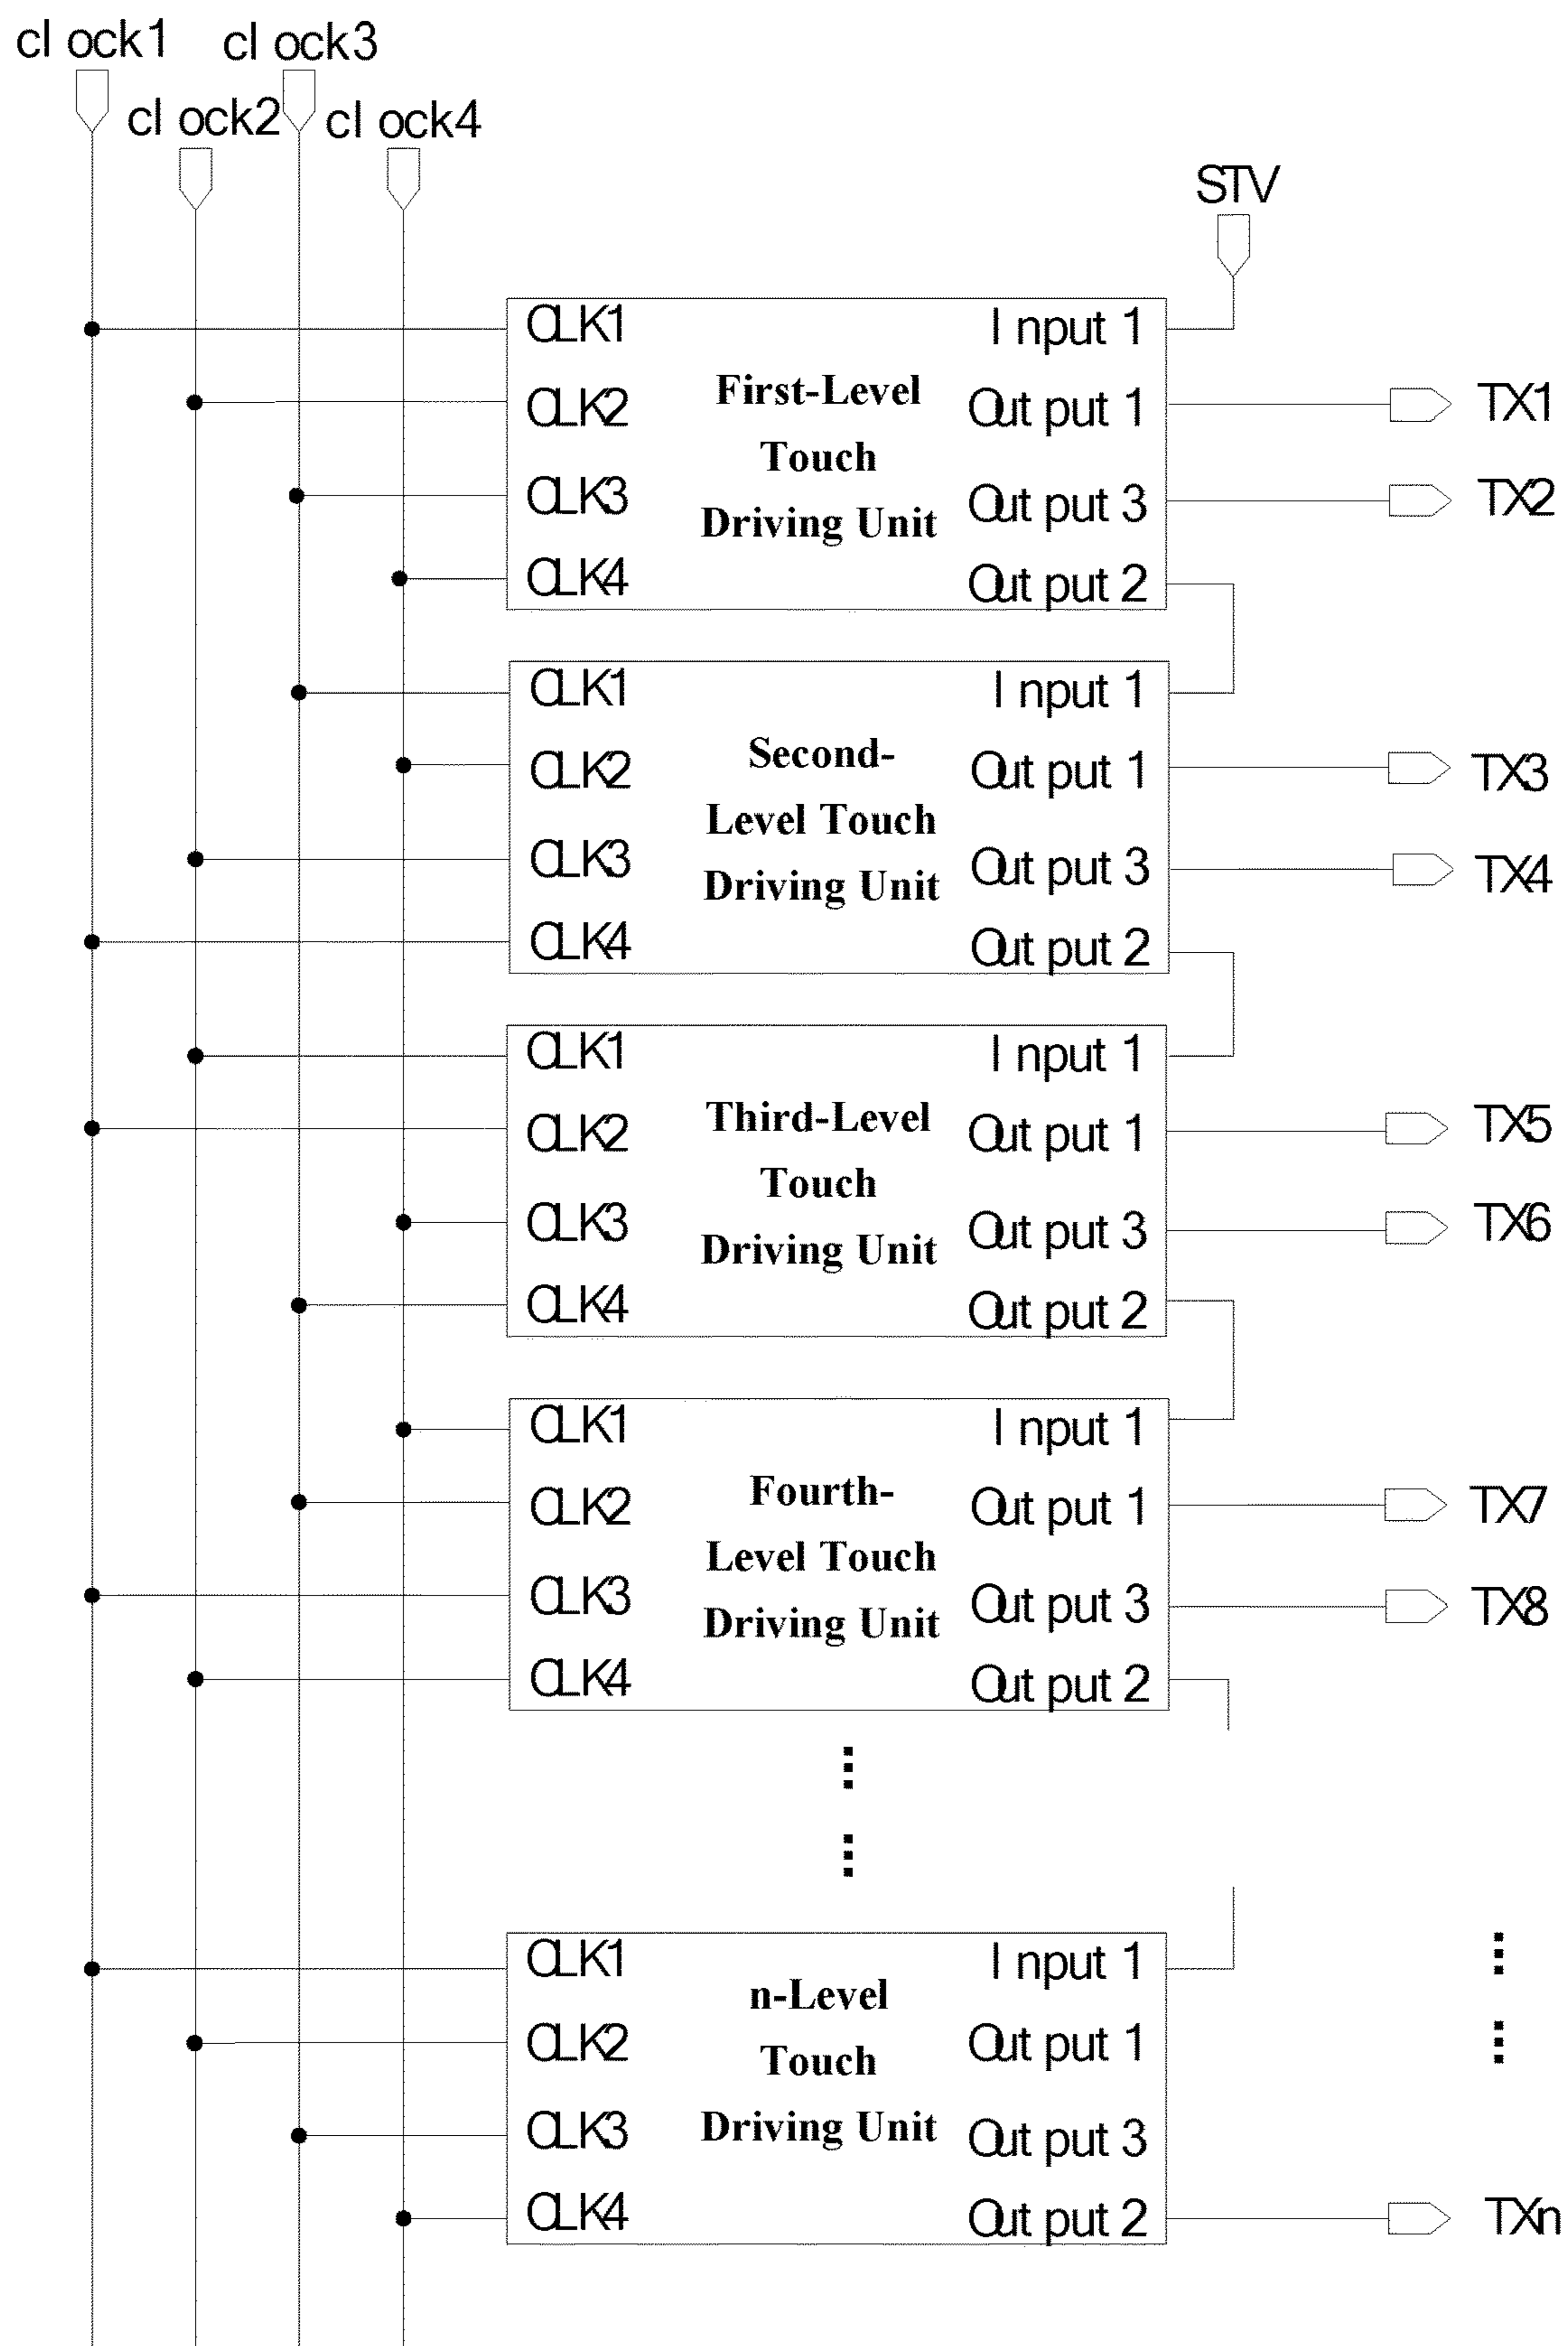 clock1
clock3
clock2
clock4
STV
CLK1
Input 1
First-Level
CLK2
Output 1
TX1
Touch
CLK3
Output 3
TX2
Driving Unit
CLK4
Output 2
CLK1
Input 1
Second-
CLK2
Output 1
TX3
Level Touch
CLK3
Output 3
TX4
Driving Unit
CLK4
Output 2
CLK1
Input 1
Third-Level
CLK2
Output 1
TX5
Touch
CLK3
Output 3
TX6
Driving Unit
CLK4
Output 2
CLK1
Input 1
Fourth-
CLK2
Output 1
TX7
Level Touch
CLK3
Output 3
TX8
Driving Unit
CLK4
Output 2
CLK1
Input 1
n-Level
CLK2
Output 1
Touch
CLK3
Output 3
Driving Unit
CLK4
Output 2
TXn